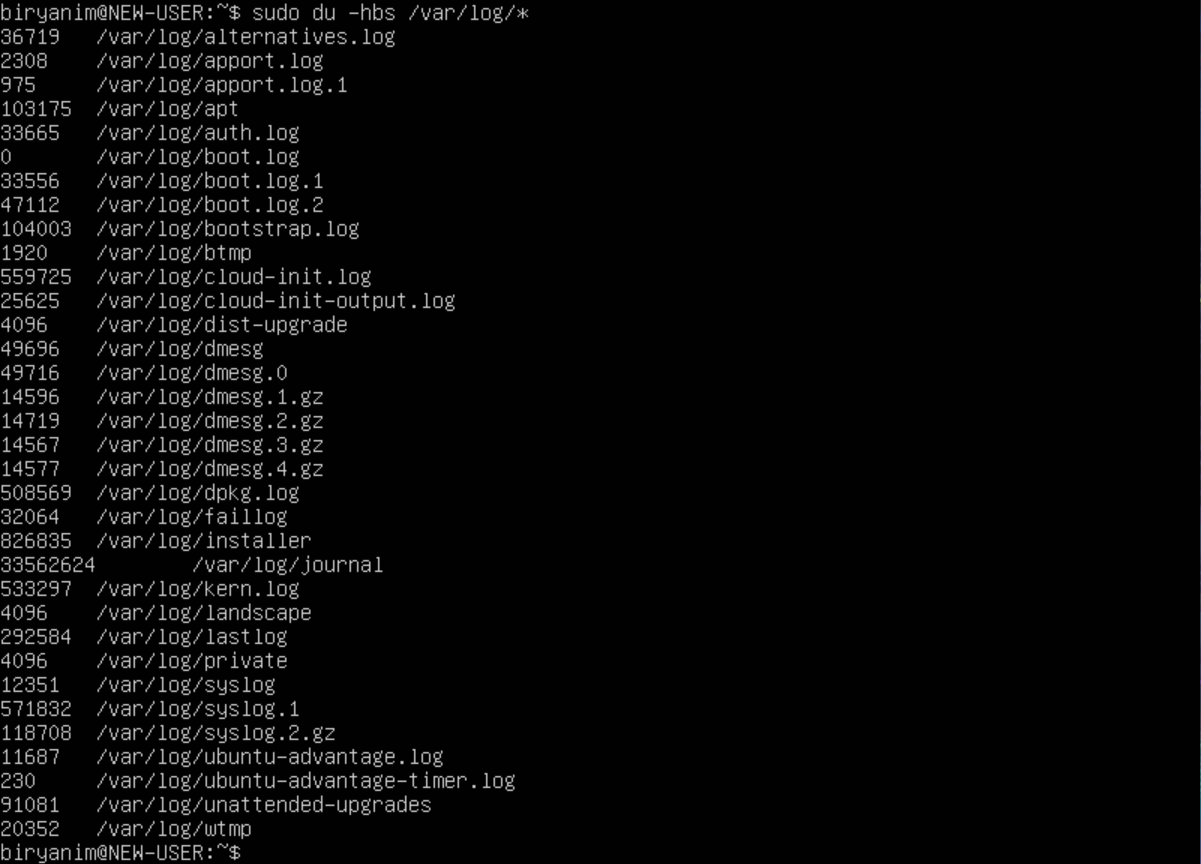 biryanim@NEW-USER:~$ sudo du -hbs /var/log/*
36719   /var/log/alternatives.log
2308    /var/log/apport.log
975     /var/log/apport.log.1
103175  /var/log/apt
33665   /var/log/auth.log
0       /var/log/boot.log
33556   /var/log/boot.log.1
47112   /var/log/boot.log.2
104003  /var/log/bootstrap.log
1920    /var/log/btmp
559725  /var/log/cloud-init.log
25625   /var/log/cloud-init-output.log
4096    /var/log/dist-upgrade
49696   /var/log/dmesg
49716   /var/log/dmesg.0
14596   /var/log/dmesg.1.gz
14719   /var/log/dmesg.2.gz
14567   /var/log/dmesg.3.gz
14577   /var/log/dmesg.4.gz
508569  /var/log/dpkg.log
32064   /var/log/faillog
826835  /var/log/installer
33562624        /var/log/journal
533297  /var/log/kern.log
4096    /var/log/landscape
292584  /var/log/lastlog
4096    /var/log/private
12351   /var/log/syslog
571832  /var/log/syslog.1
118708  /var/log/syslog.2.gz
11687   /var/log/ubuntu-advantage.log
230     /var/log/ubuntu-advantage-timer.log
91081   /var/log/unattended-upgrades
20352   /var/log/wtmp
biryanim@NEW-USER:~$